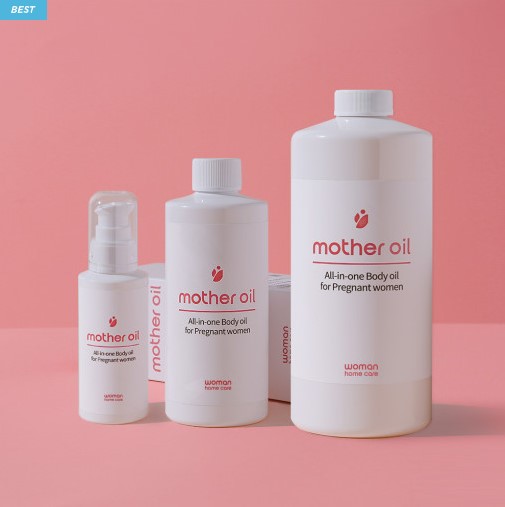 BEST
mother oil
All-in-one Body oil
for Pregnant women
woman
home care
mother oil
mother oil
All-in-one Body oil
for Pregnant women
woman
home care
woman
mother oil
All-in-one Body oil
for Pregnant women
woman
home care